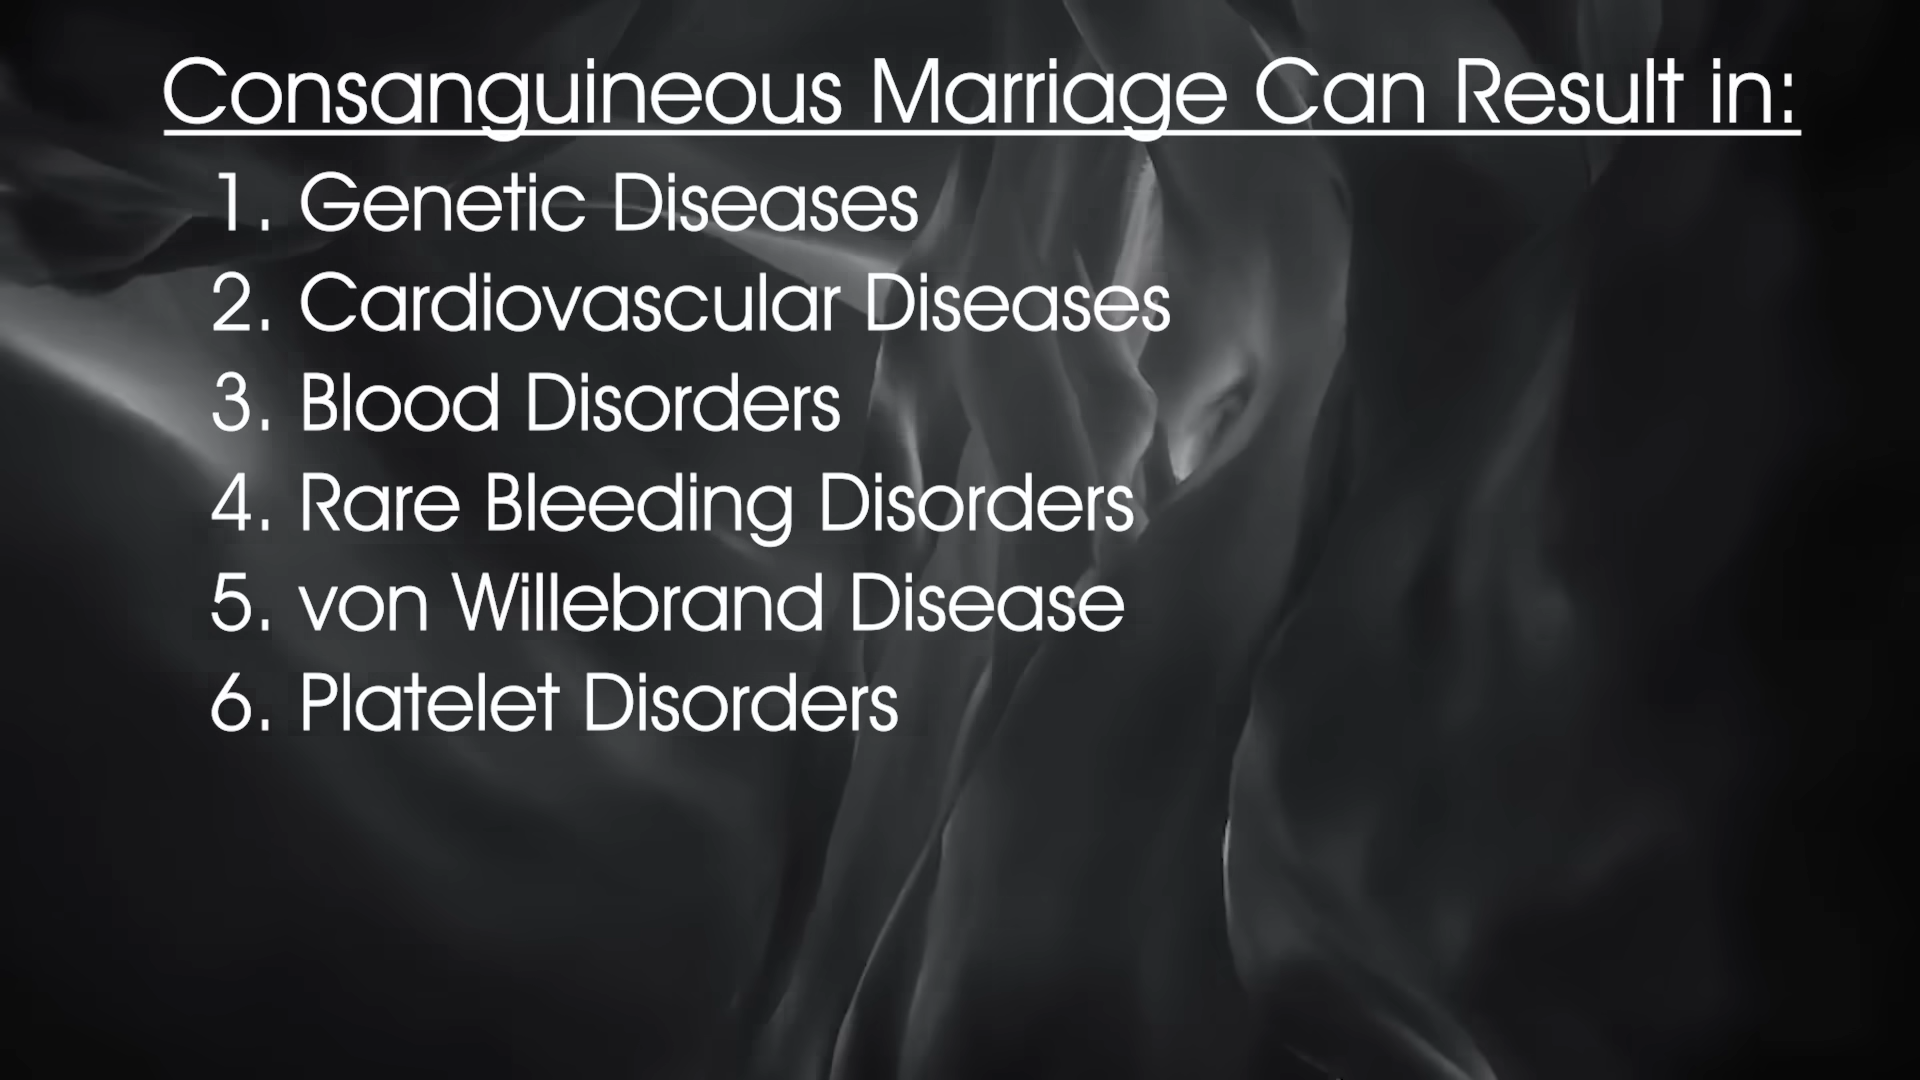 Consanguineous Marriage Can Result in:
1. Genetic Diseases
2. Cardiovascular Diseases
3. Blood Disorders
4. Rare Bleeding Disorders
5. von Willebrand Disease
6. Platelet Disorders